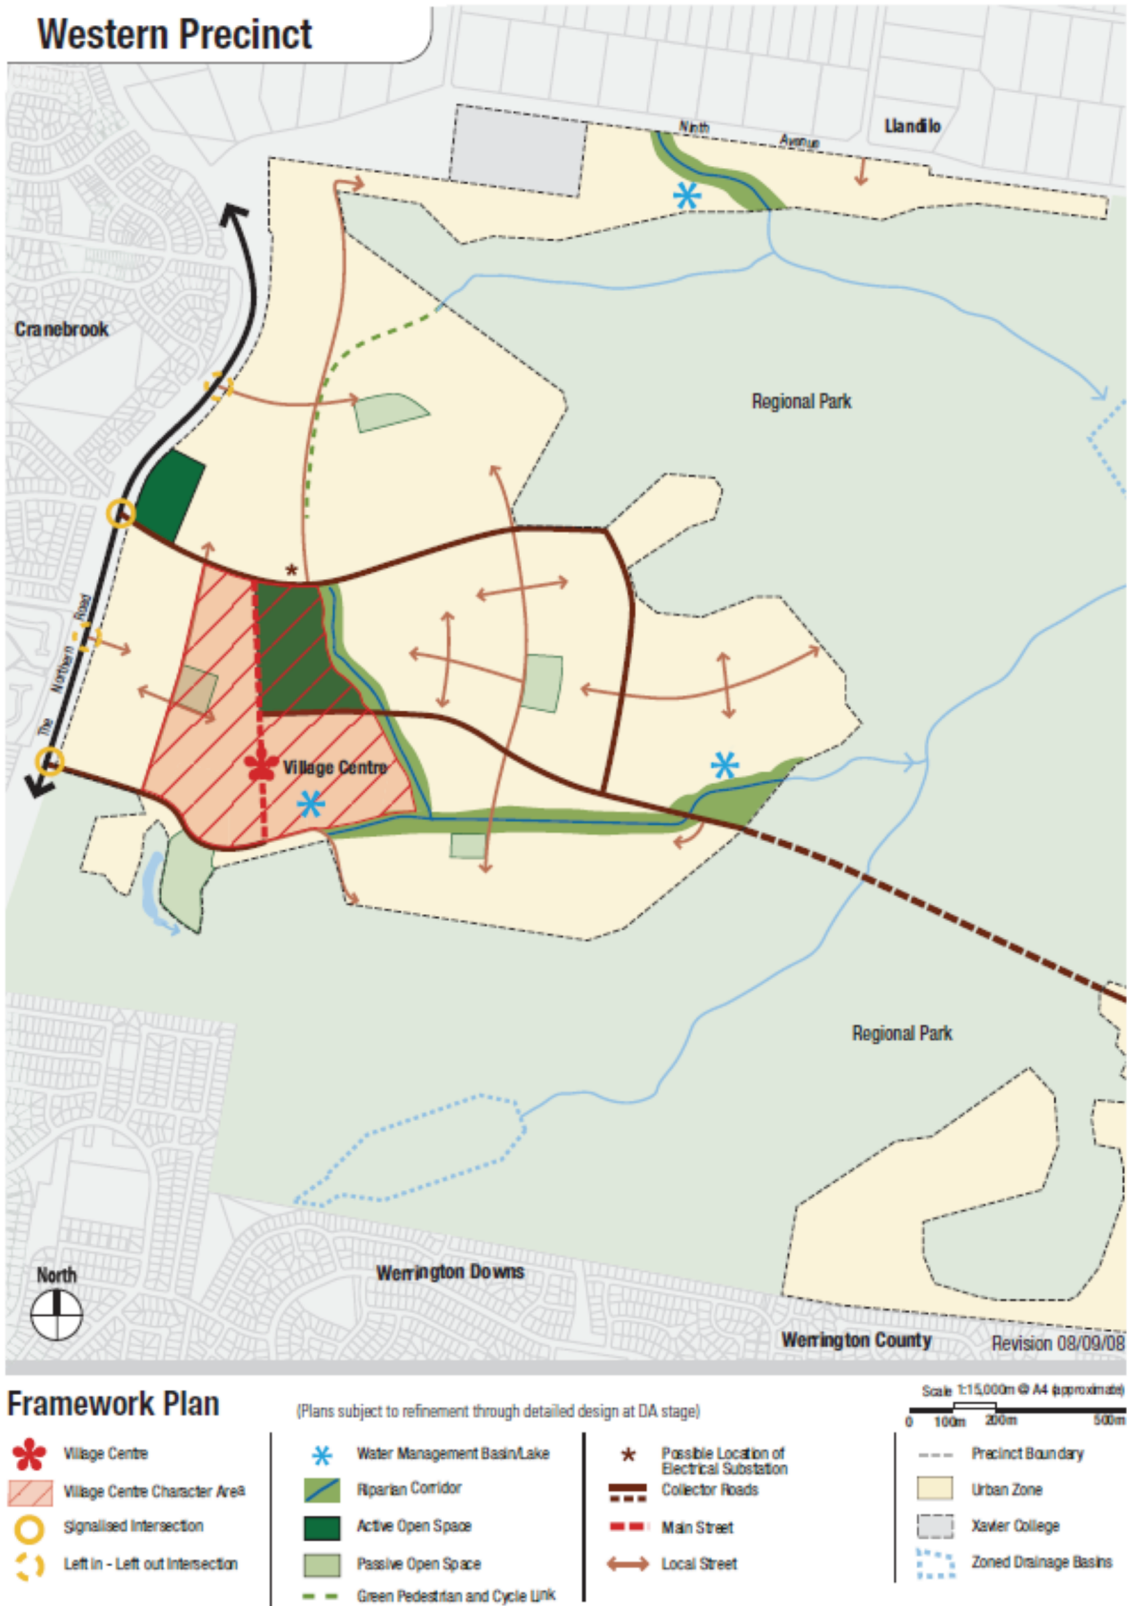 Western Precinct
Ninth
Avenue
Llandilo
Cranebrook
Regional Park
The Northern Road
Village Centre
Regional Park
North
Werrington Downs
Werrington County
Revision 08/09/08
Framework Plan
(Plans subject to refinement through detailed design at DA stage)
Scale 1:15,000m @ A4 (approximate)
0 100m 200m 500m
Village Centre
Village Centre Character Area
Signalised Intersection
Left in - Left out Intersection
Water Management Basin/Lake
Riparian Corridor
Active Open Space
Passive Open Space
Green Pedestrian and Cycle Link
Possible Location of
Electrical Substation
Collector Roads
Main Street
Local Street
Precinct Boundary
Urban Zone
Xavier College
Zoned Drainage Basins